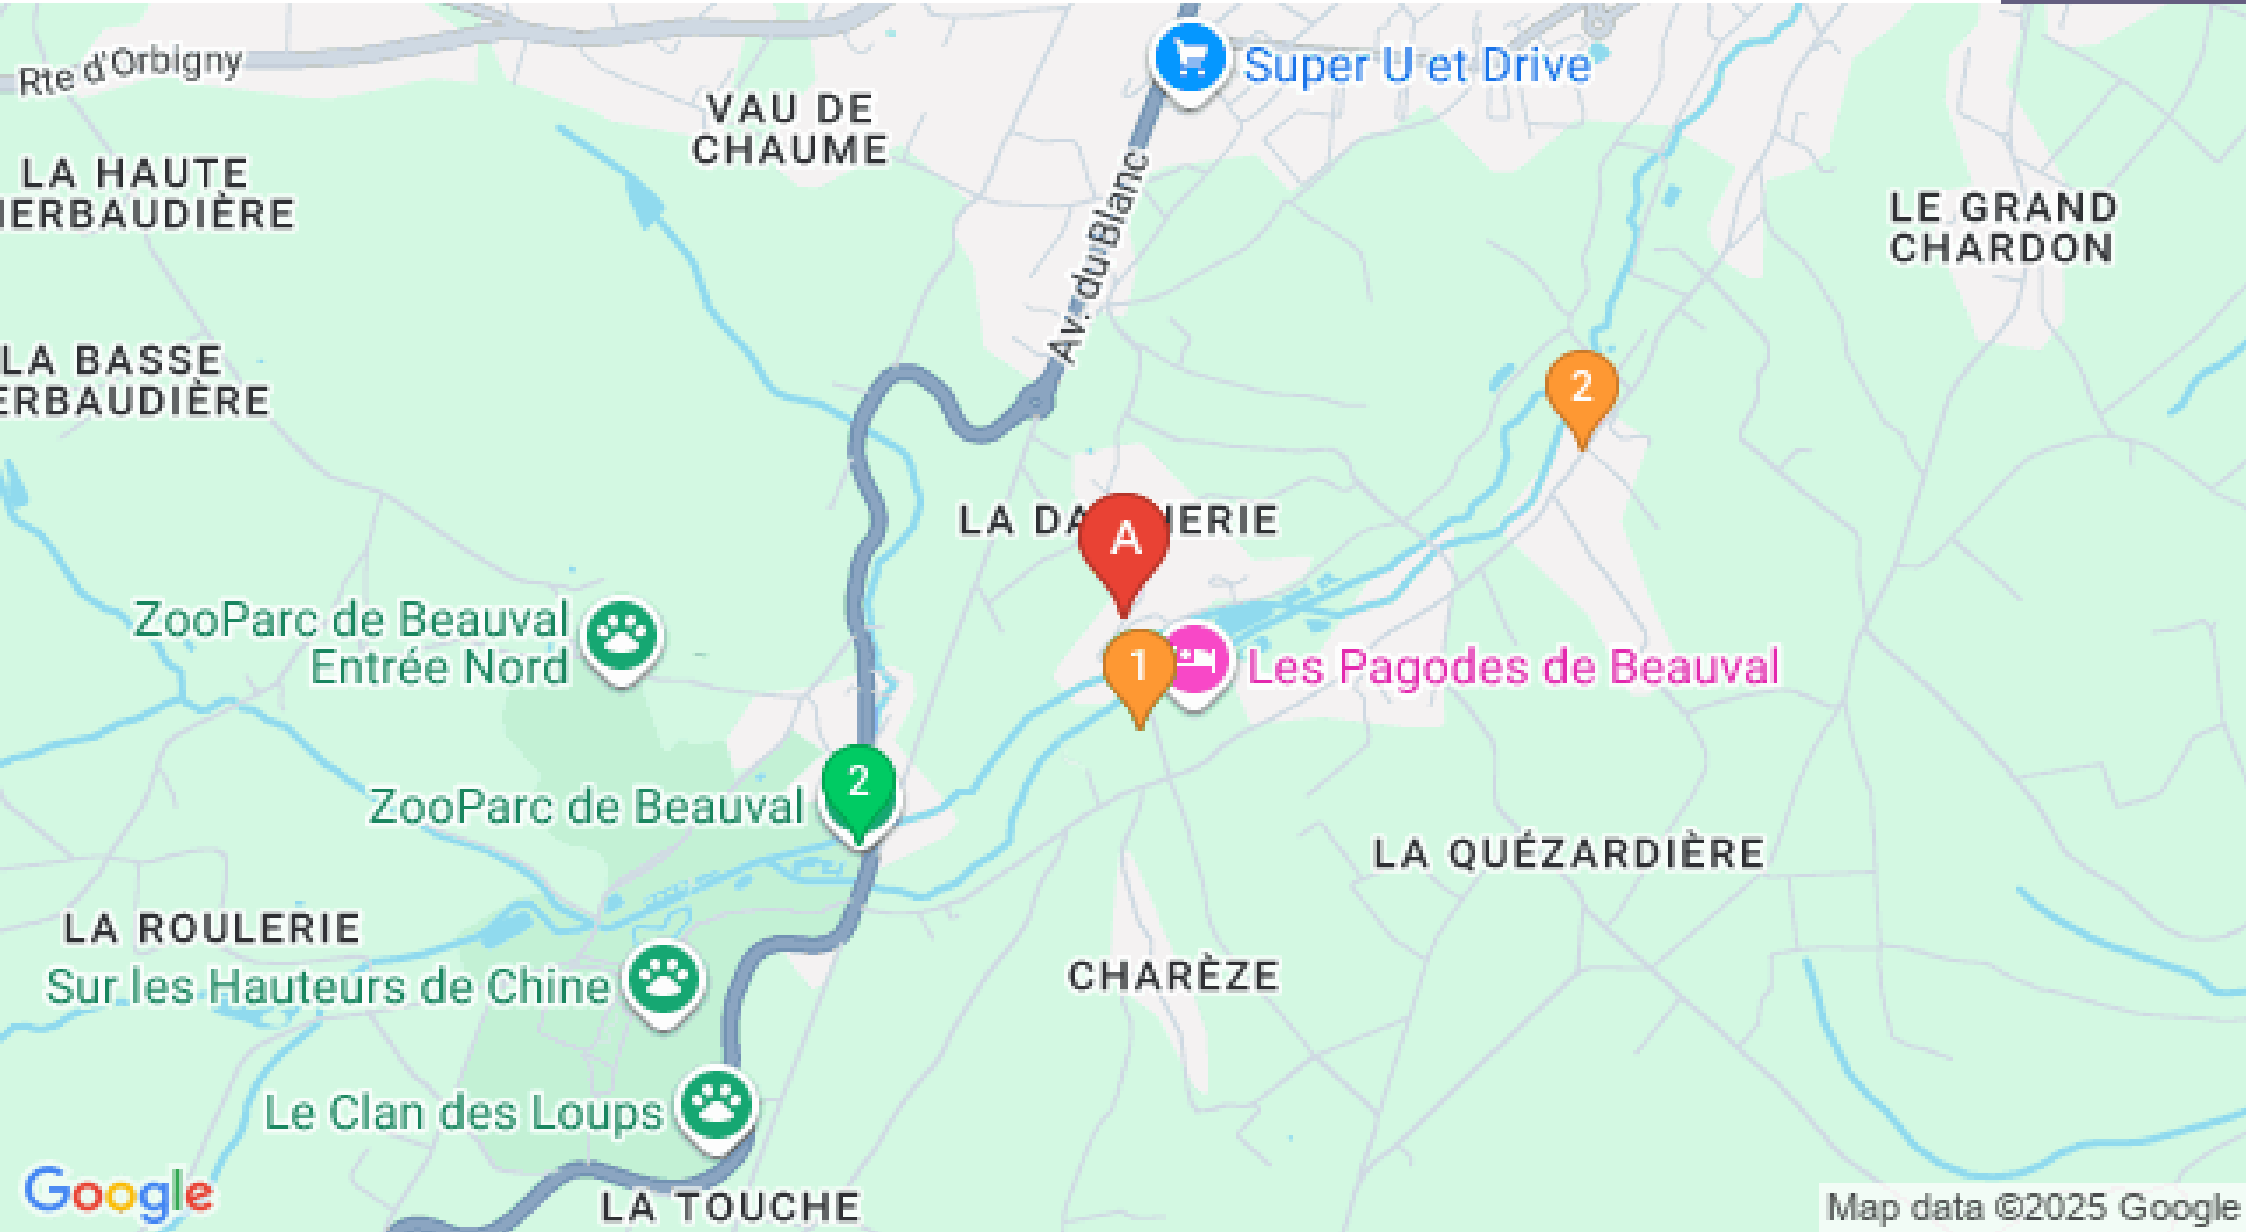 Rte d'Orbigny
Super U et Drive
VAU DE
CHAUME
LA HAUTE
HERBAUDIÈRE
Av. du Blanc
LE GRAND
CHARDON
LA BASSE
ERBAUDIÈRE
2
LA DA HERIE
A
ZooParc de Beauval
Entrée Nord
1
Les Pagodes de Beauval
2
ZooParc de Beauval
LA QUÉZARDIÈRE
LA ROULERIE
Sur les Hauteurs de Chine
CHARÈZE
Le Clan des Loups
Google
LA TOUCHE
Map data ©2025 Google